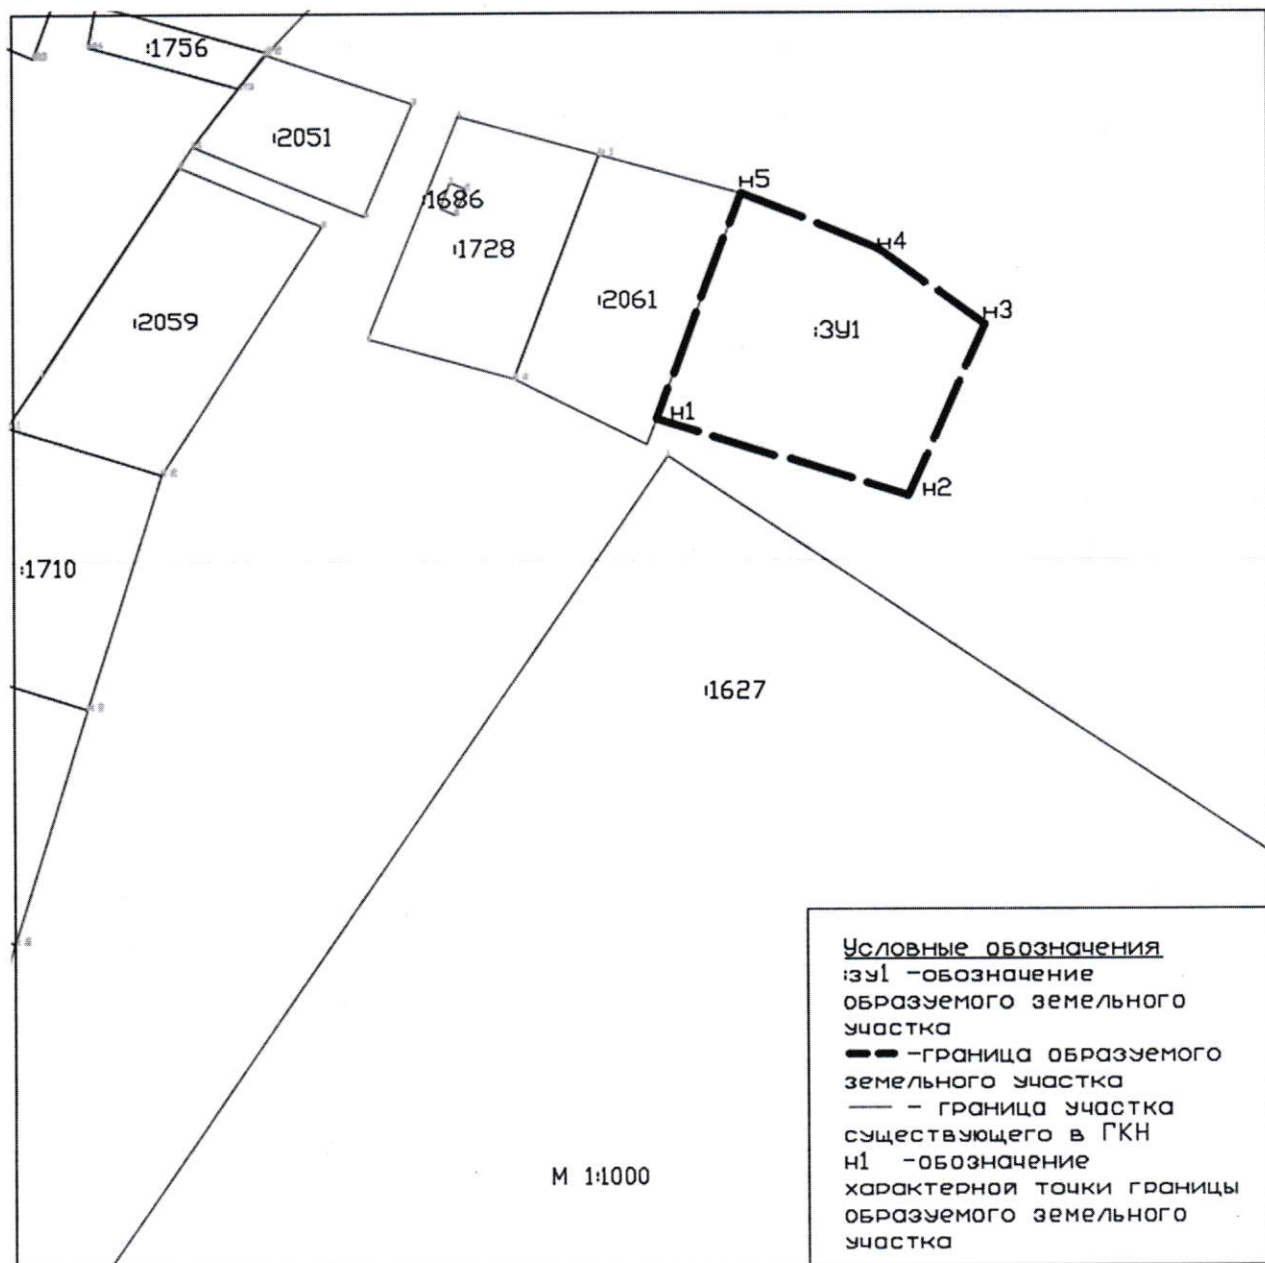 :1756
:2051
н5
:1686
н4
:1728
:2061
н3
:2059
:ЗУ1
н1
н2
:1710
:1627
Условные обозначения
:зу1 -обозначение
образуемого земельного
участка
-граница образуемого
земельного участка
- граница участка
существующего в ГКН
н1 -обозначение
характерной точки границы
образуемого земельного
участка
М 1:1000